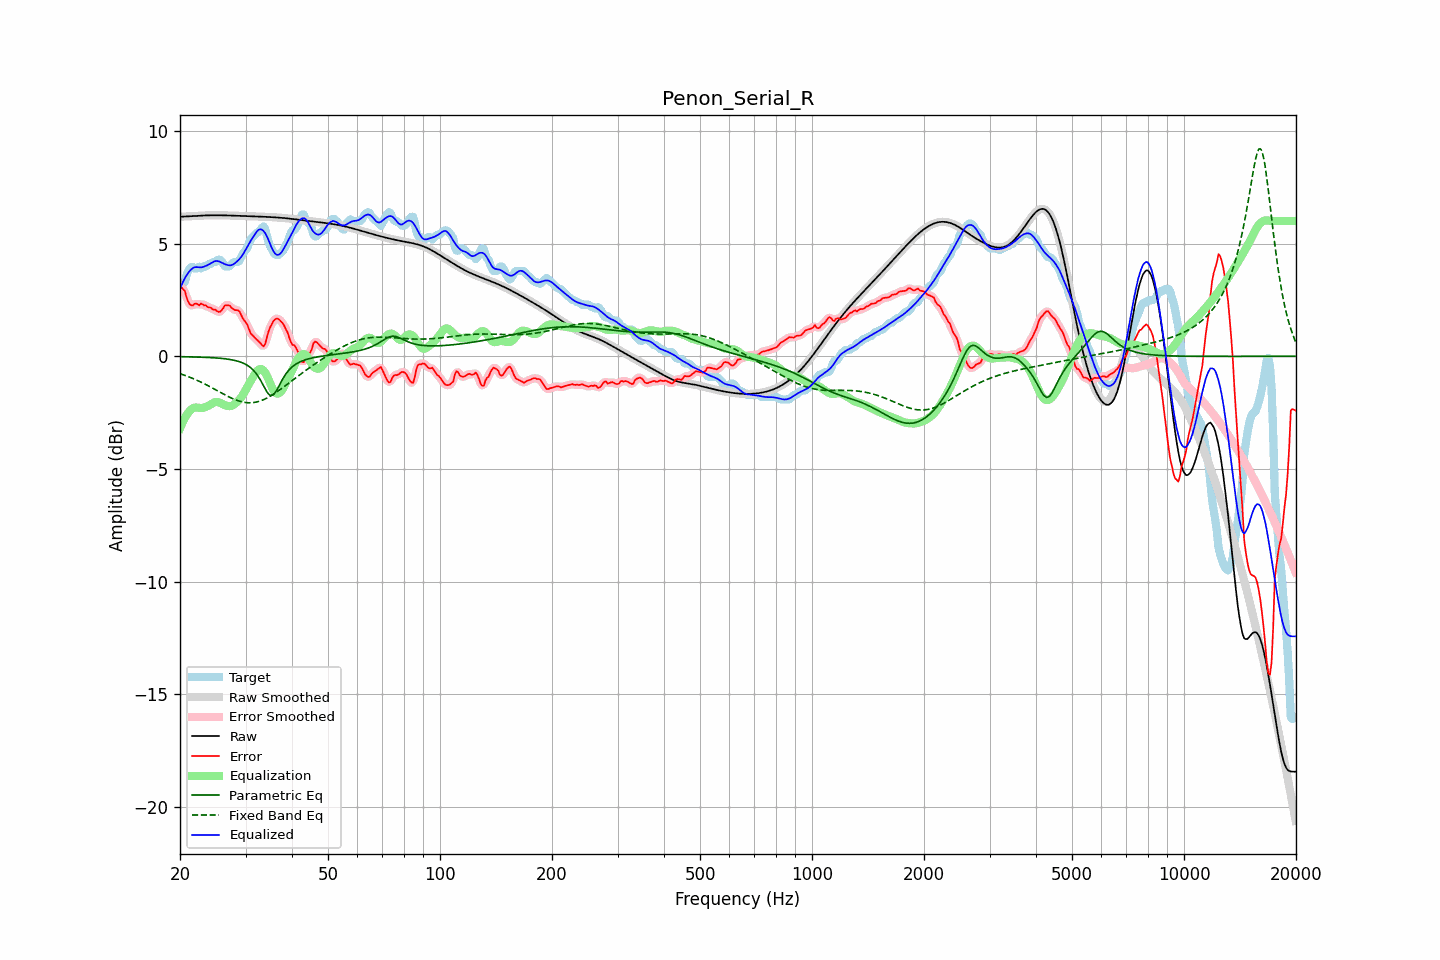 Penon_Serial_R
Amplitude (dBr)
10
5
0
−5
−10
−15
−20
Target
Raw Smoothed
Error Smoothed
Raw
Error
Equalization
Parametric Eq
Fixed Band Eq
Equalized
20 50 100 200 500 1000 2000 5000 10000 20000
Frequency (Hz)